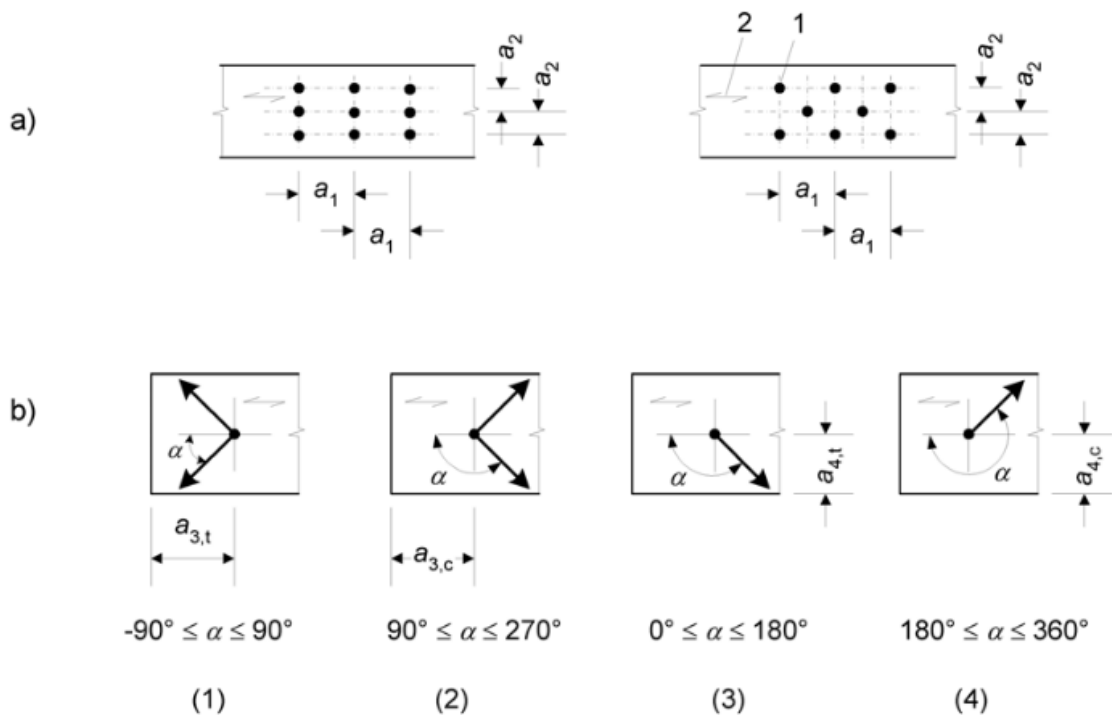 a)
a₂
a₂
a₁
a₁
2
1
a₂
a₂
a₁
a₁
b)
α
a₃,t
α
a₃,c
α
a₄,t
α
a₄,c
-90° ≤ α ≤ 90°
90° ≤ α ≤ 270°
0° ≤ α ≤ 180°
180° ≤ α ≤ 360°
(1)
(2)
(3)
(4)